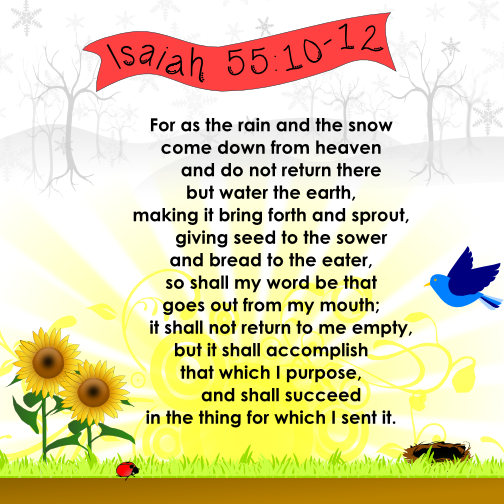 Isaiah 55:10-12
For as the rain and the snow
come down from heaven
and do not return there
but water the earth,
making it bring forth and sprout,
giving seed to the sower
and bread to the eater,
so shall my word be that
goes out from my mouth;
it shall not return to me empty,
but it shall accomplish
that which I purpose,
and shall succeed
in the thing for which I sent it.